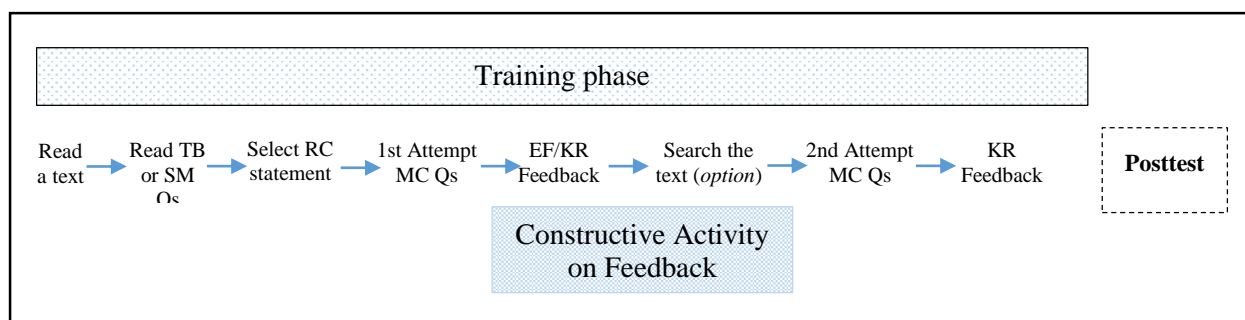 Training phase
Read
a text
Read TB
or SM
Qs
Select RC
statement
1st Attempt
MC Qs
EF/KR
Feedback
Search the
text (option)
2nd Attempt
MC Qs
KR
Feedback
Posttest
Constructive Activity
on Feedback